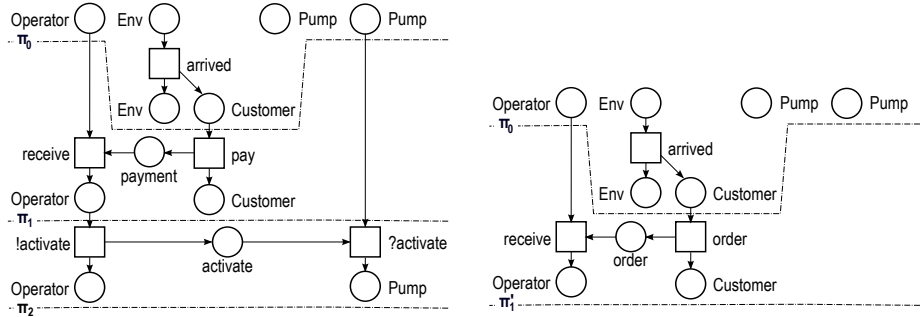 Operator Env Pump Pump
π0
arrived
Env Customer
receive pay
payment
Operator Customer
π1
!activate ?activate
activate
Operator Pump
π2
Operator Env Pump Pump
π0
arrived
Env Customer
receive order
order
Operator Customer
π'1